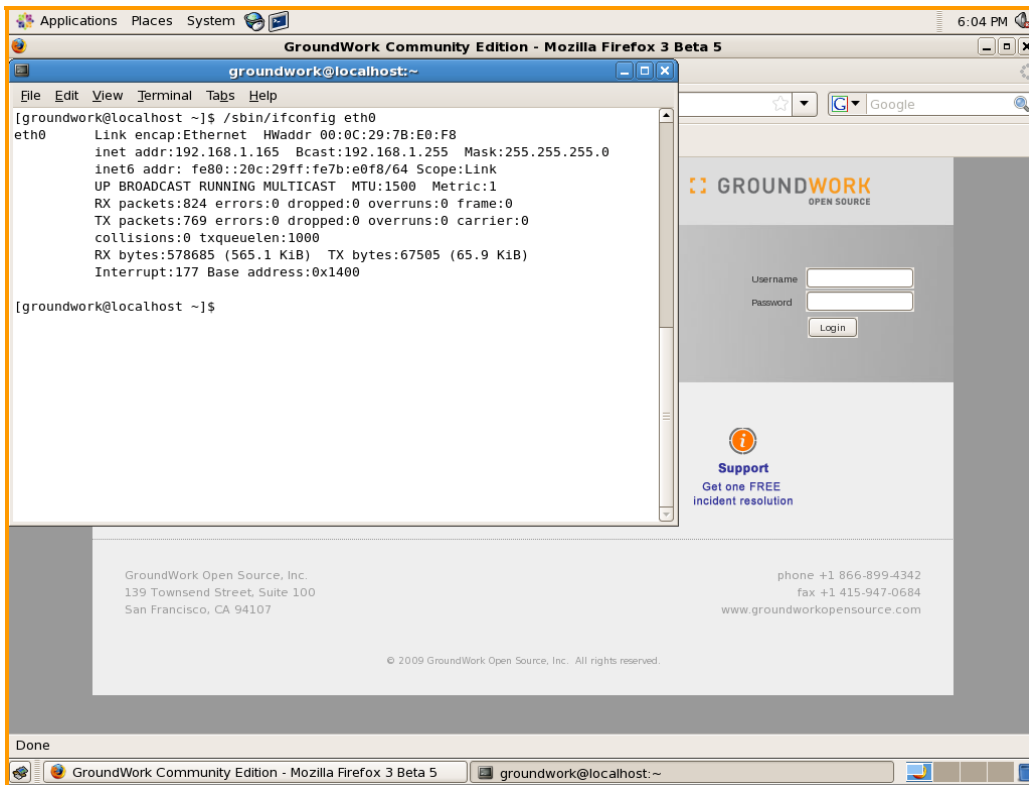 Applications Places System 6:04 PM
GroundWork Community Edition - Mozilla Firefox 3 Beta 5
groundwork@localhost:~
File Edit View Terminal Tabs Help
G Google
[groundwork@localhost ~]$ /sbin/ifconfig eth0
eth0      Link encap:Ethernet  HWaddr 00:0C:29:7B:E0:F8
          inet addr:192.168.1.165  Bcast:192.168.1.255  Mask:255.255.255.0
          inet6 addr: fe80::20c:29ff:fe7b:e0f8/64 Scope:Link
          UP BROADCAST RUNNING MULTICAST  MTU:1500  Metric:1
          RX packets:824 errors:0 dropped:0 overruns:0 frame:0
          TX packets:769 errors:0 dropped:0 overruns:0 carrier:0
          collisions:0 txqueuelen:1000
          RX bytes:578685 (565.1 KiB)  TX bytes:67505 (65.9 KiB)
          Interrupt:177 Base address:0x1400
[groundwork@localhost ~]$
GROUNDWORK
OPEN SOURCE
Username
Password
Login
Support
Get one FREE
incident resolution
GroundWork Open Source, Inc.
139 Townsend Street, Suite 100
San Francisco, CA 94107
phone +1 866-899-4342
fax +1 415-947-0684
www.groundworkopensource.com
© 2009 GroundWork Open Source, Inc. All rights reserved.
Done
GroundWork Community Edition - Mozilla Firefox 3 Beta 5
groundwork@localhost:~